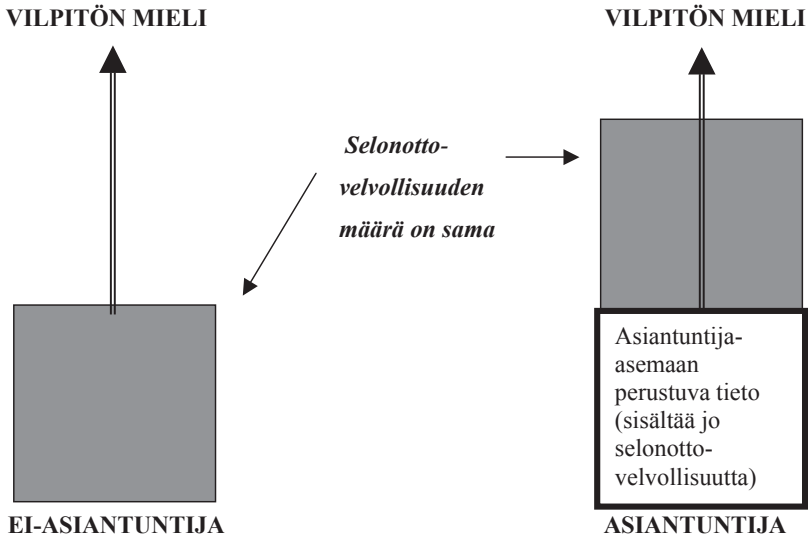 VILPITÖN MIELI
VILPITÖN MIELI
Selonotto-
velvollisuuden
määrä on sama
Asiantuntija-
asemaan
perustuva tieto
(sisältää jo
selonotto-
velvollisuutta)
EI-ASIANTUNTIJA
ASIANTUNTIJA